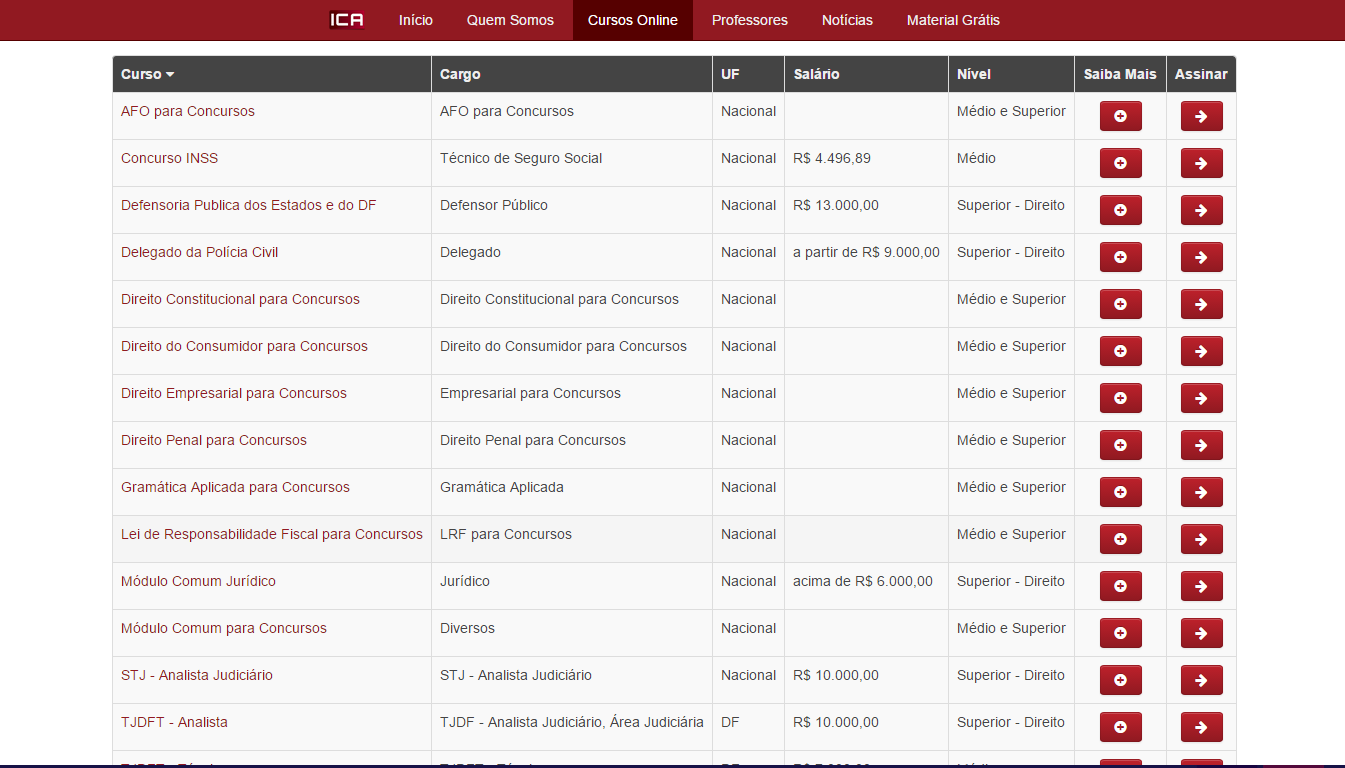 ICA Início Quem Somos Cursos Online Professores Notícias Material Grátis
Curso Cargo UF Salário Nível Saiba Mais Assinar
AFO para Concursos AFO para Concursos Nacional Médio e Superior
Concurso INSS Técnico de Seguro Social Nacional R$ 4.496,89 Médio
Defensoria Publica dos Estados e do DF Defensor Público Nacional R$ 13.000,00 Superior - Direito
Delegado da Polícia Civil Delegado Nacional a partir de R$ 9.000,00 Superior - Direito
Direito Constitucional para Concursos Direito Constitucional para Concursos Nacional Médio e Superior
Direito do Consumidor para Concursos Direito do Consumidor para Concursos Nacional Médio e Superior
Direito Empresarial para Concursos Empresarial para Concursos Nacional Médio e Superior
Direito Penal para Concursos Direito Penal para Concursos Nacional Médio e Superior
Gramática Aplicada para Concursos Gramática Aplicada Nacional Médio e Superior
Lei de Responsabilidade Fiscal para Concursos LRF para Concursos Nacional Médio e Superior
Módulo Comum Jurídico Jurídico Nacional acima de R$ 6.000,00 Superior - Direito
Módulo Comum para Concursos Diversos Nacional Médio e Superior
STJ - Analista Judiciário STJ - Analista Judiciário Nacional R$ 10.000,00 Superior - Direito
TJDFT - Analista TJDF - Analista Judiciário, Área Judiciária DF R$ 10.000,00 Superior - Direito